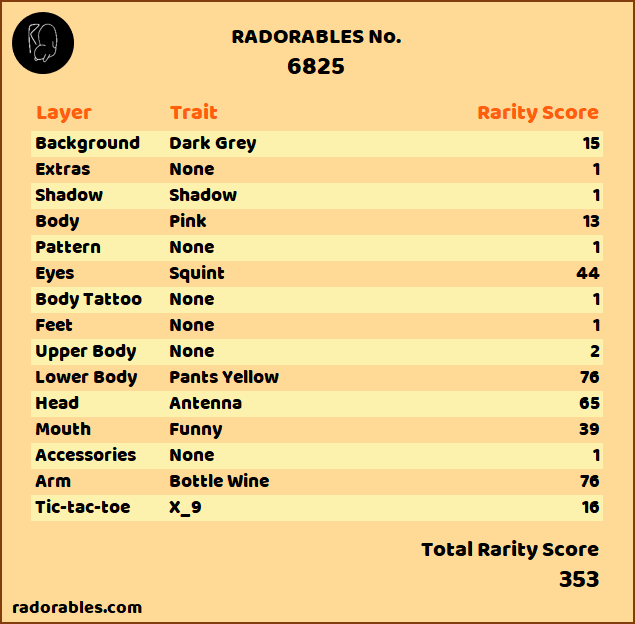 RADORABLES No.
6825
Layer Trait Rarity Score
Background Dark Grey 15
Extras None 1
Shadow Shadow 1
Body Pink 13
Pattern None 1
Eyes Squint 44
Body Tattoo None 1
Feet None 1
Upper Body None 2
Lower Body Pants Yellow 76
Head Antenna 65
Mouth Funny 39
Accessories None 1
Arm Bottle Wine 76
Tic-tac-toe X_9 16
Total Rarity Score
353
radorables.com